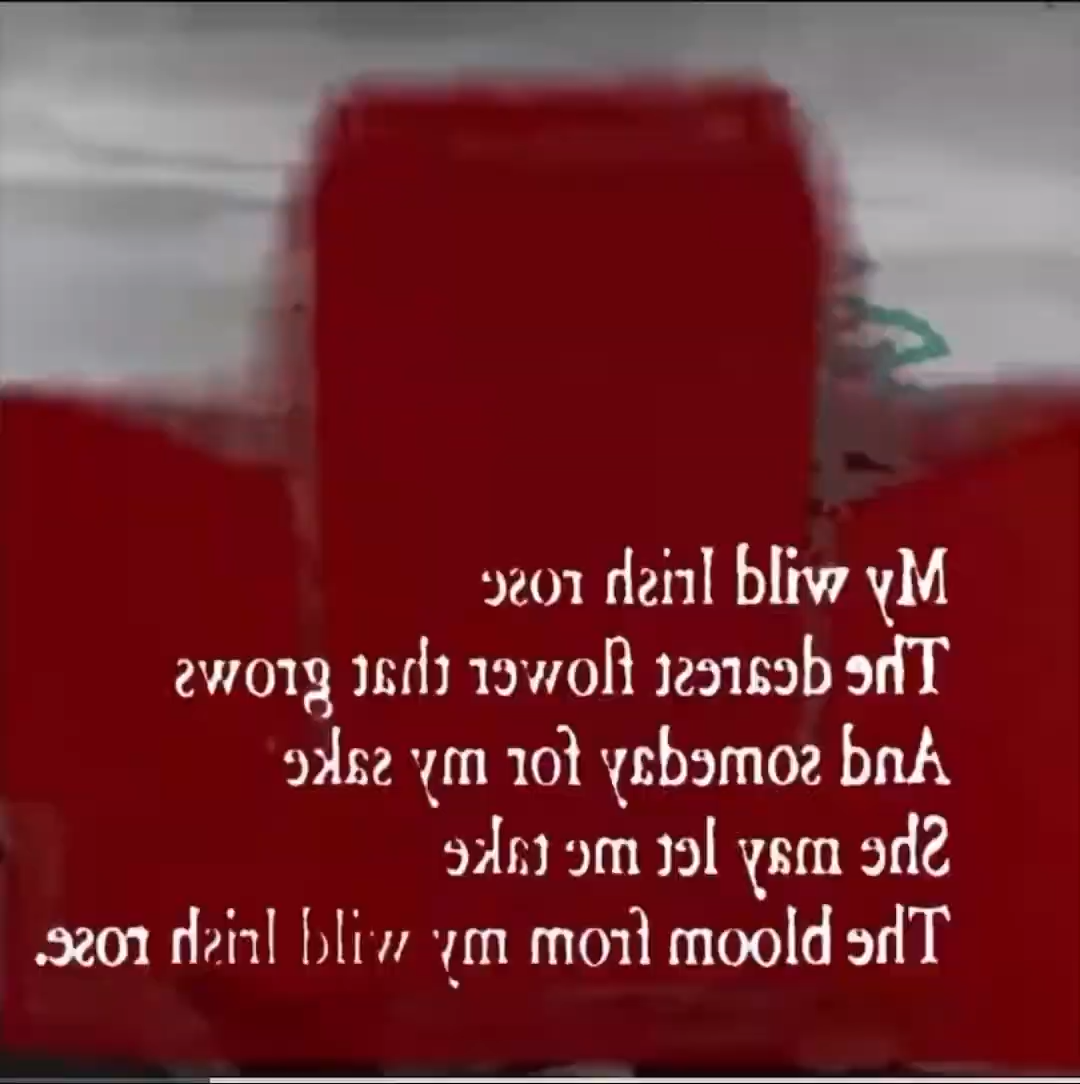 My wild Irish rose
The dearest flower that grows
And someday for my sake
She may let me take
The bloom from my wild Irish rose.